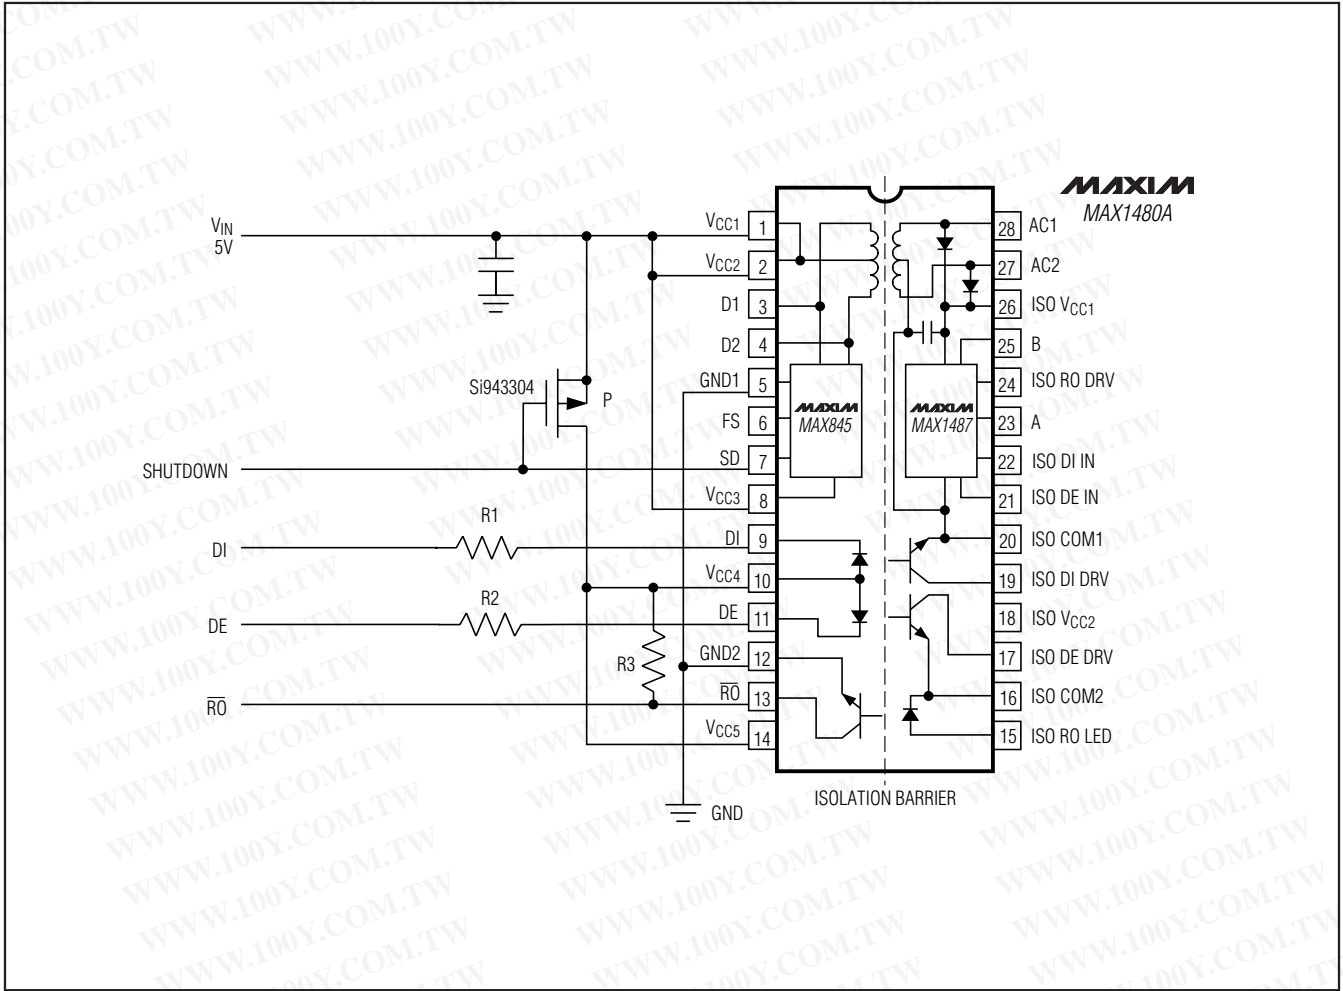 MAXIM
MAX1480A
VIN
5V
VCC1
1
VCC2
2
D1
3
D2
4
GND1
5
FS
6
SD
7
VCC3
8
DI
9
VCC4
10
DE
11
GND2
12
RO
13
VCC5
14
28
AC1
27
AC2
26
ISO VCC1
25
B
24
ISO RO DRV
23
A
22
ISO DI IN
21
ISO DE IN
20
ISO COM1
19
ISO DI DRV
18
ISO VCC2
17
ISO DE DRV
16
ISO COM2
15
ISO RO LED
MAXIM
MAX845
MAXIM
MAX1487
Si943304
P
SHUTDOWN
R1
DI
R2
DE
R3
RO
GND
ISOLATION BARRIER
WWW.100Y.COM.TW